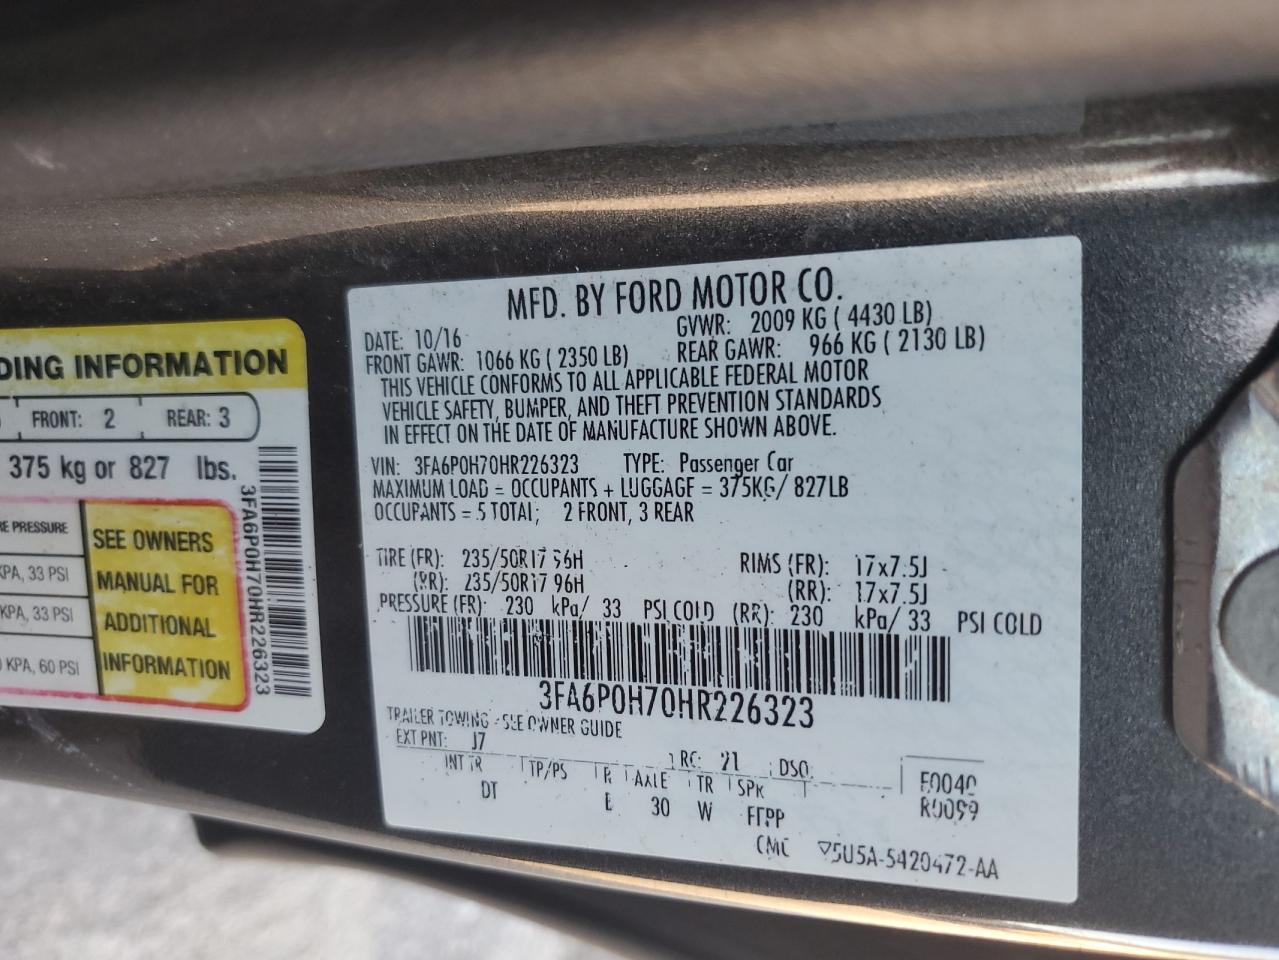 DING INFORMATION
FRONT: 2 REAR: 3
375 kg or 827 lbs.
RE PRESSURE
KPA, 33 PSI
KPA, 33 PSI
KPA, 60 PSI
SEE OWNERS
MANUAL FOR
ADDITIONAL
INFORMATION
3FA6P0H70HR226323
MFD. BY FORD MOTOR CO.
DATE: 10/16 GVWR: 2009 KG ( 4430 LB)
FRONT GAWR: 1066 KG ( 2350 LB) REAR GAWR: 966 KG ( 2130 LB)
THIS VEHICLE CONFORMS TO ALL APPLICABLE FEDERAL MOTOR
VEHICLE SAFETY, BUMPER, AND THEFT PREVENTION STANDARDS
IN EFFECT ON THE DATE OF MANUFACTURE SHOWN ABOVE.
VIN: 3FA6P0H70HR226323 TYPE: Passenger Car
MAXIMUM LOAD = OCCUPANTS + LUGGAGE = 375KG/ 827LB
OCCUPANTS = 5 TOTAL; 2 FRONT, 3 REAR
TIRE (FR): 235/50R17 96H RIMS (FR): 17x7.5J
(RR): 235/50R17 96H (RR): 17x7.5J
PRESSURE (FR): 230 kPa/ 33 PSI COLD (RR): 230 kPa/ 33 PSI COLD
3FA6P0H70HR226323
TRAILER TOWING - SEE OWNER GUIDE
EXT PNT: J7 RC: 21 DSO:
INT TR TP/PS R AXLE TR SPR
DT E 30 W FFPP
CMC ▽5U5A-5420472-AA